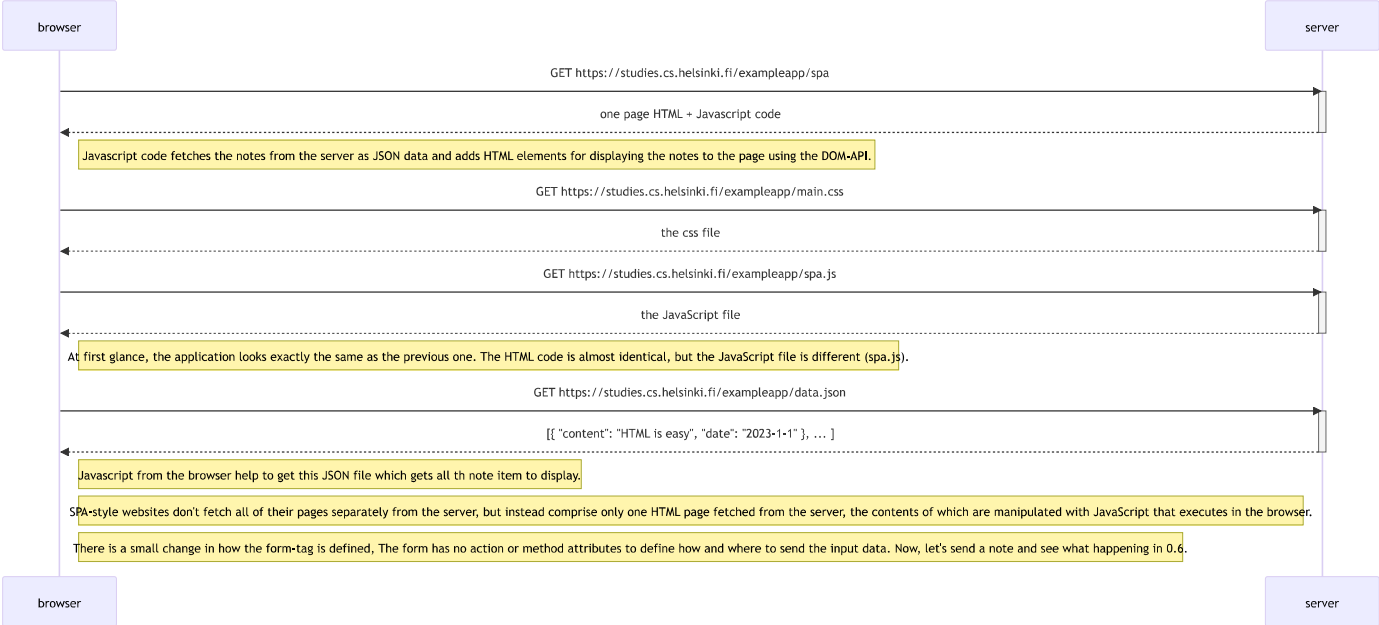 browser
server
GET https://studies.cs.helsinki.fi/exampleapp/spa
one page HTML + Javascript code
Javascript code fetches the notes from the server as JSON data and adds HTML elements for displaying the notes to the page using the DOM-API.
GET https://studies.cs.helsinki.fi/exampleapp/main.css
the css file
GET https://studies.cs.helsinki.fi/exampleapp/spa.js
the JavaScript file
At first glance, the application looks exactly the same as the previous one. The HTML code is almost identical, but the JavaScript file is different (spa.js).
GET https://studies.cs.helsinki.fi/exampleapp/data.json
[{ "content": "HTML is easy", "date": "2023-1-1" }, ... ]
Javascript from the browser help to get this JSON file which gets all th note item to display.
SPA-style websites don't fetch all of their pages separately from the server, but instead comprise only one HTML page fetched from the server, the contents of which are manipulated with JavaScript that executes in the browser.
There is a small change in how the form-tag is defined, The form has no action or method attributes to define how and where to send the input data. Now, let's send a note and see what happening in 0.6.
browser
server